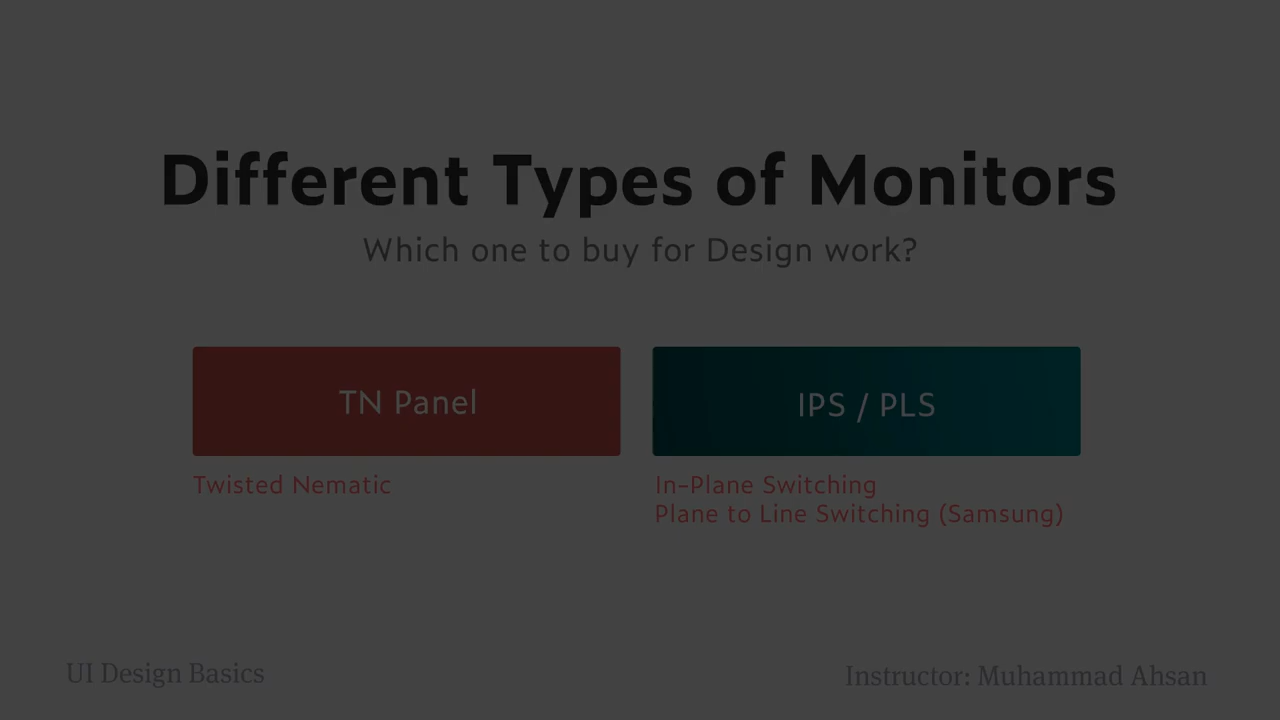 Different Types of Monitors
Which one to buy for Design work?
TN Panel
IPS / PLS
Twisted Nematic
In-Plane Switching
Plane to Line Switching (Samsung)
UI Design Basics
Instructor: Muhammad Ahsan